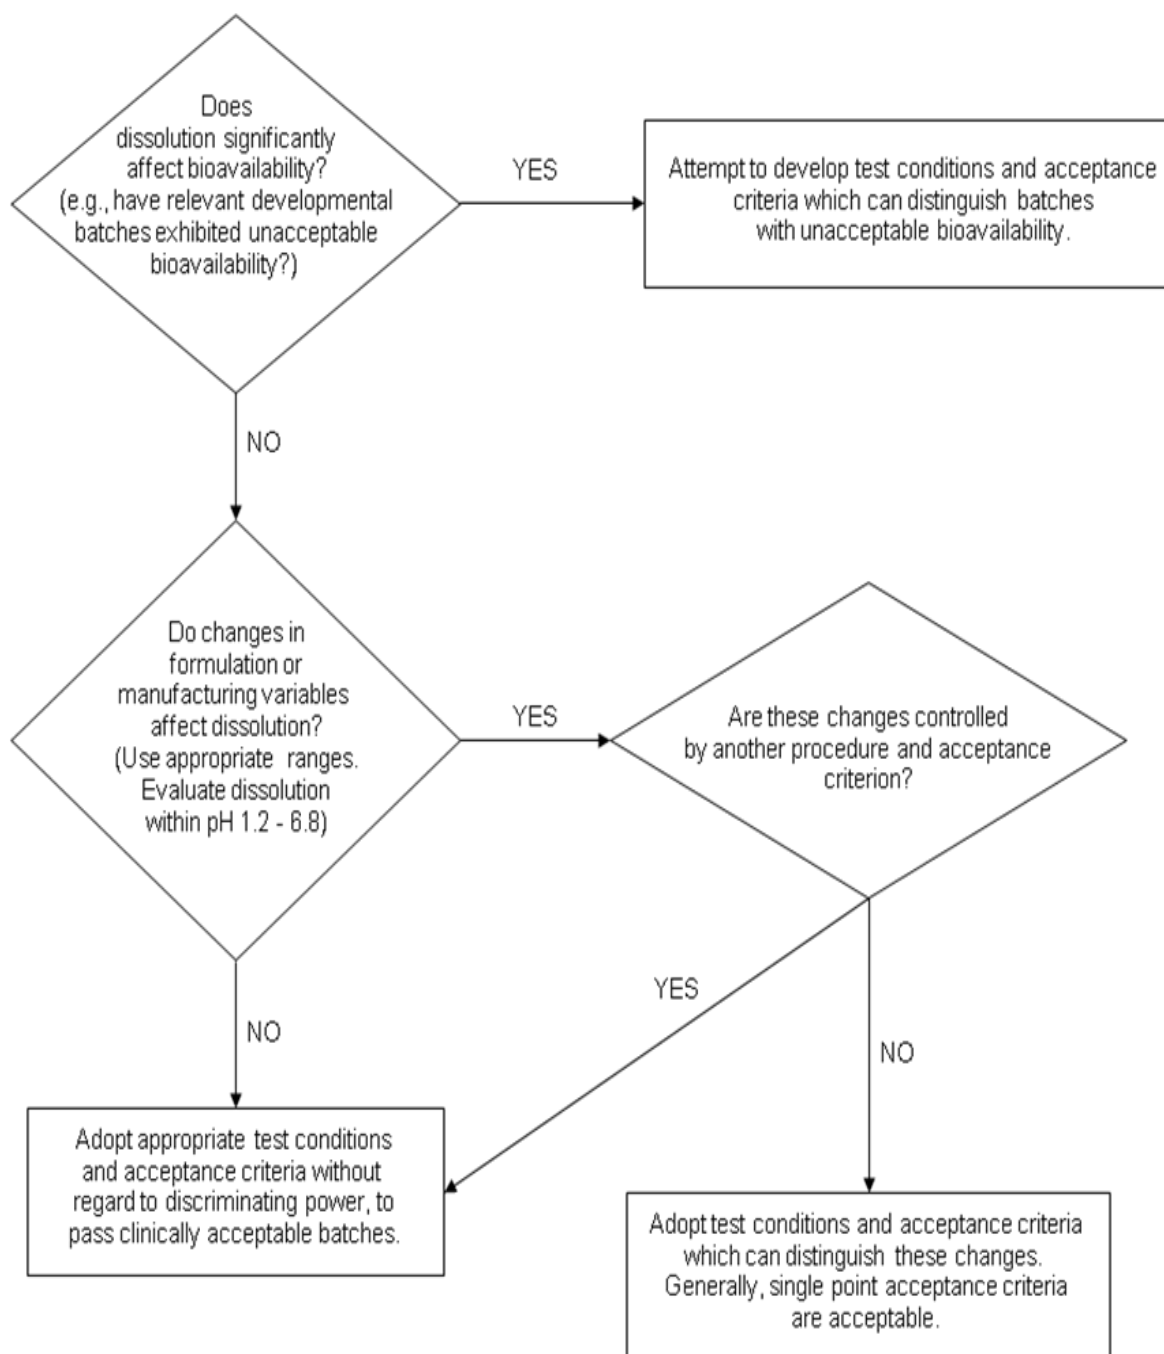 Does
dissolution significantly
affect bioavailability?
(e.g., have relevant developmental
batches exhibited unacceptable
bioavailability?)
YES
Attempt to develop test conditions and acceptance
criteria which can distinguish batches
with unacceptable bioavailability.
NO
Do changes in
formulation or
manufacturing variables
affect dissolution?
(Use appropriate ranges.
Evaluate dissolution
within pH 1.2 - 6.8)
YES
Are these changes controlled
by another procedure and acceptance
criterion?
YES
NO
NO
Adopt appropriate test conditions
and acceptance criteria without
regard to discriminating power, to
pass clinically acceptable batches.
Adopt test conditions and acceptance criteria
which can distinguish these changes.
Generally, single point acceptance criteria
are acceptable.